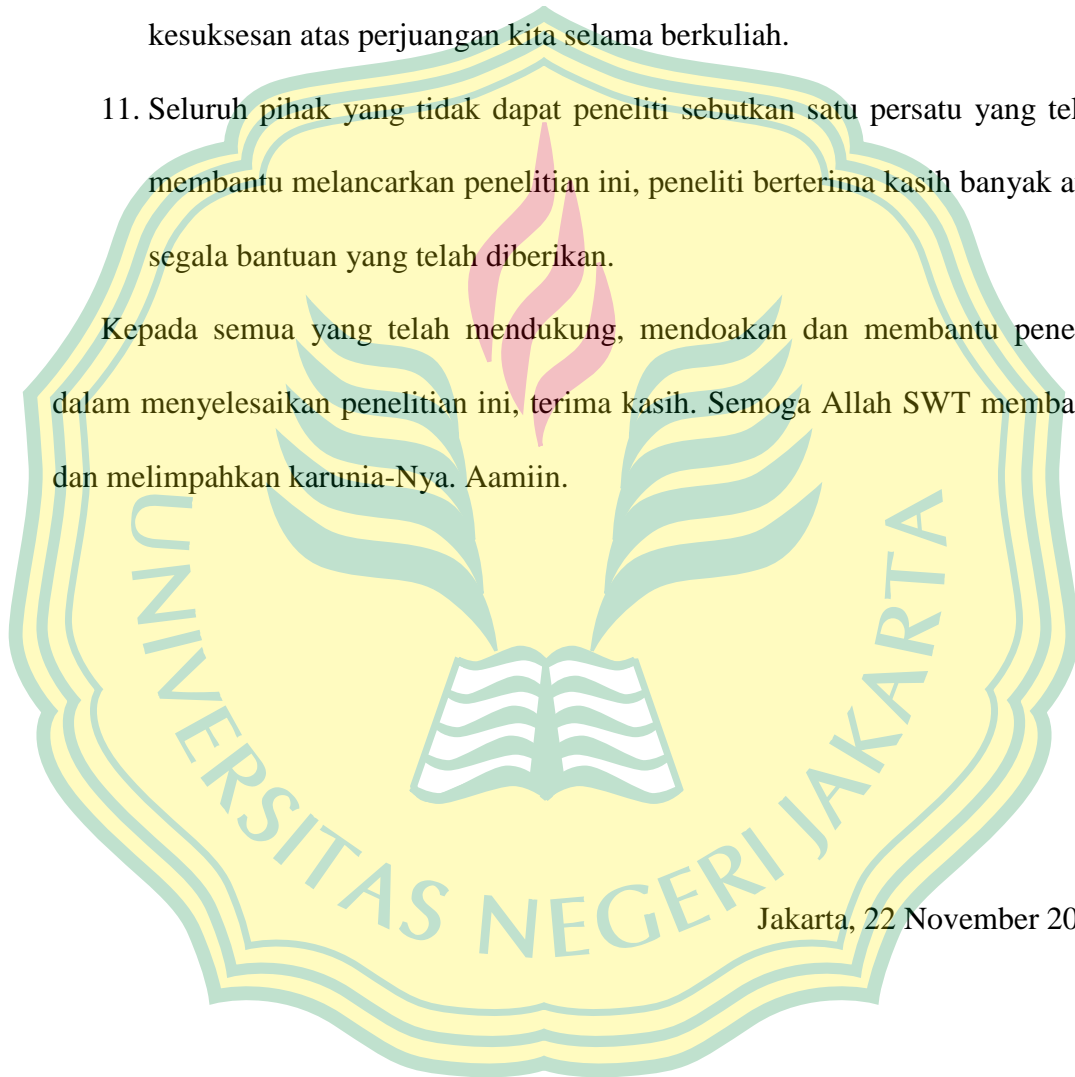 kesuksesan atas perjuangan kita selama berkuliah.
11. Seluruh pihak yang tidak dapat peneliti sebutkan satu persatu yang tel
membantu melancarkan penelitian ini, peneliti berterima kasih banyak a
segala bantuan yang telah diberikan.
Kepada semua yang telah mendukung, mendoakan dan membantu pene
dalam menyelesaikan penelitian ini, terima kasih. Semoga Allah SWT memba
dan melimpahkan karunia-Nya. Aamiin.
UNIVERSITAS NEGERI JAKARTA
Jakarta, 22 November 20